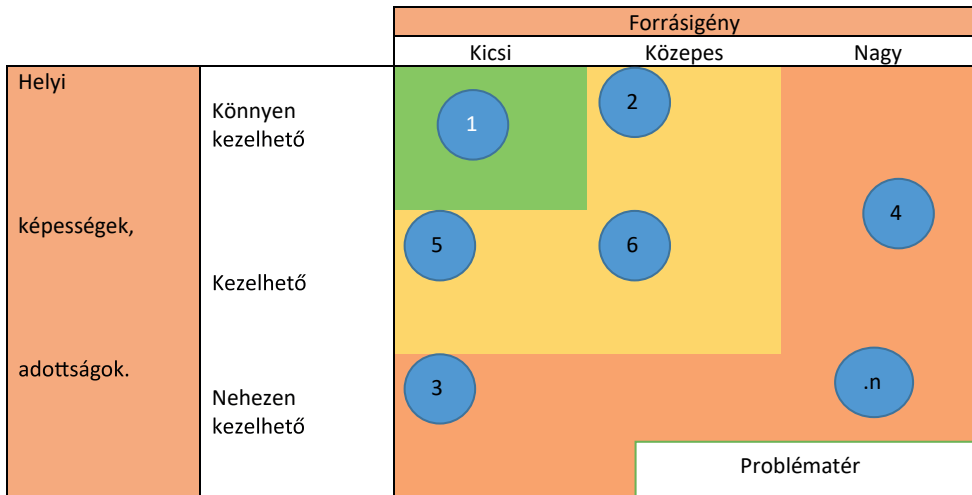 Forrásigény
Kicsi Közepes Nagy
Helyi
Könnyen
kezelhető
1
2
képességek,
4
5
6
Kezelhető
adottságok.
Nehezen
kezelhető
3
.n
Problématér